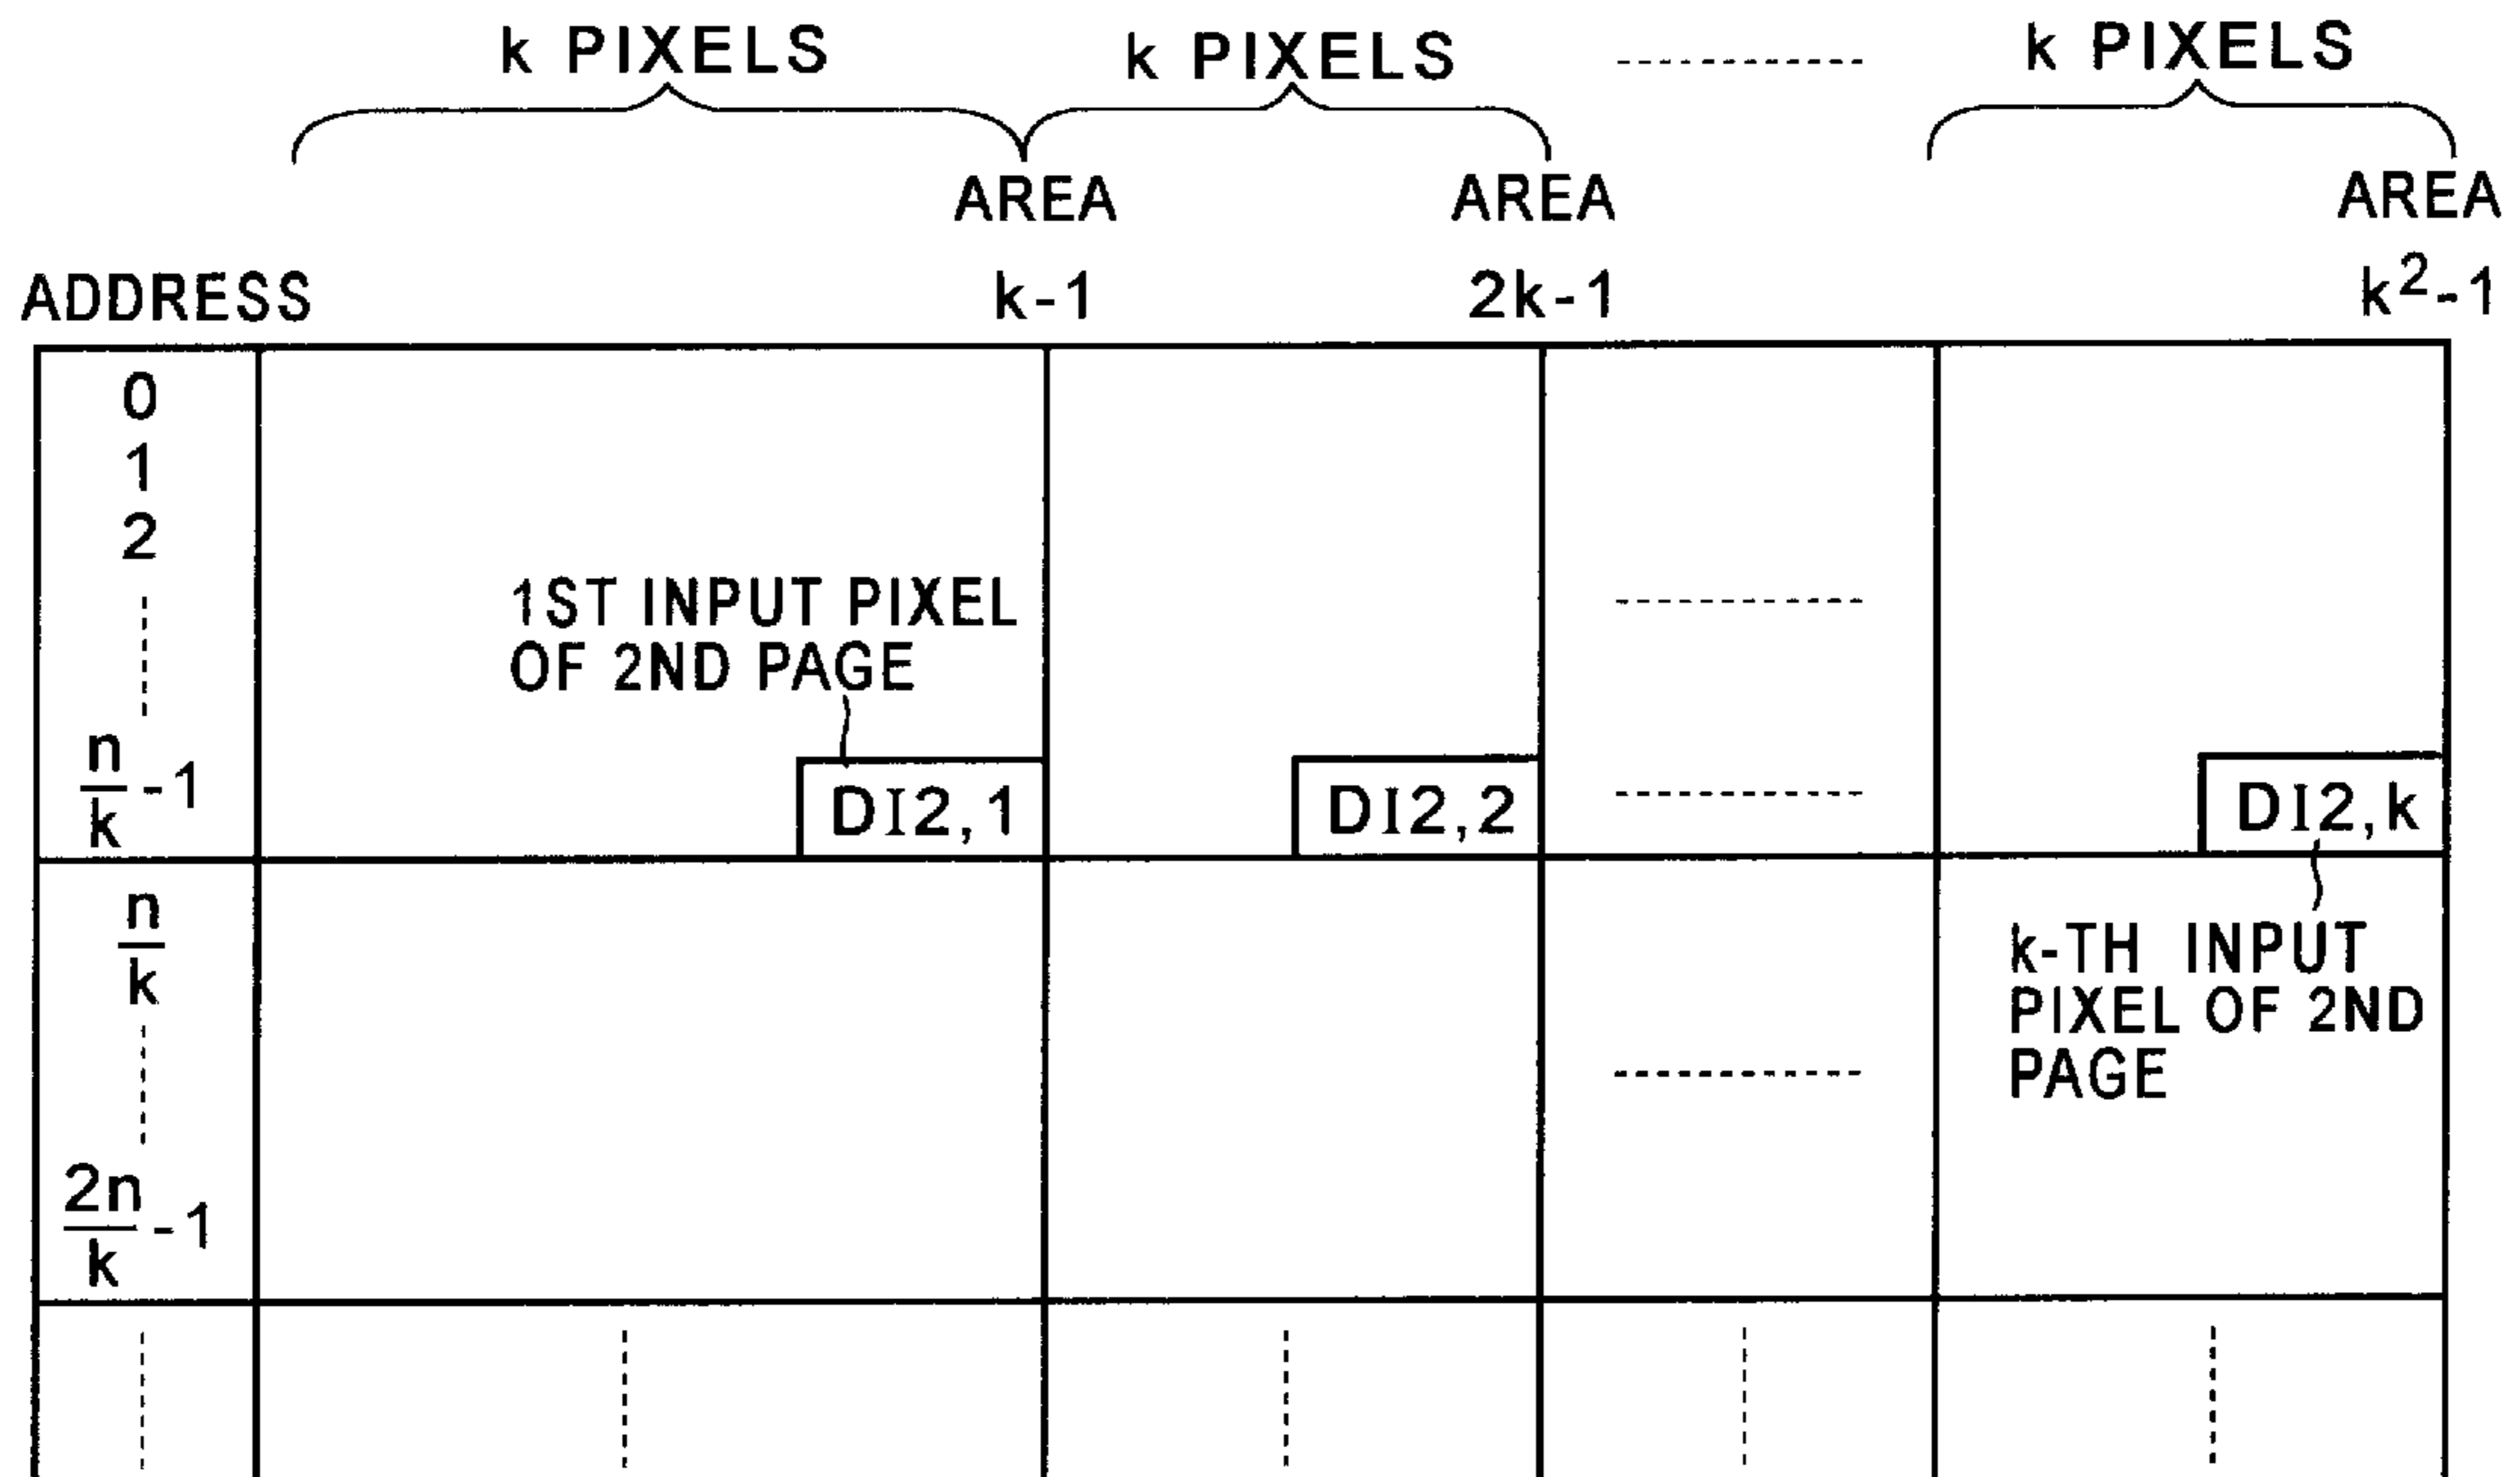 k PIXELS k PIXELS k PIXELS
AREA AREA AREA
ADDRESS k-1 2k-1 k²-1
0
1
2
1ST INPUT PIXEL
OF 2ND PAGE
n/k -1 DI2,1 DI2,2 DI2,k
n/k
k-TH INPUT
PIXEL OF 2ND
PAGE
2n/k -1